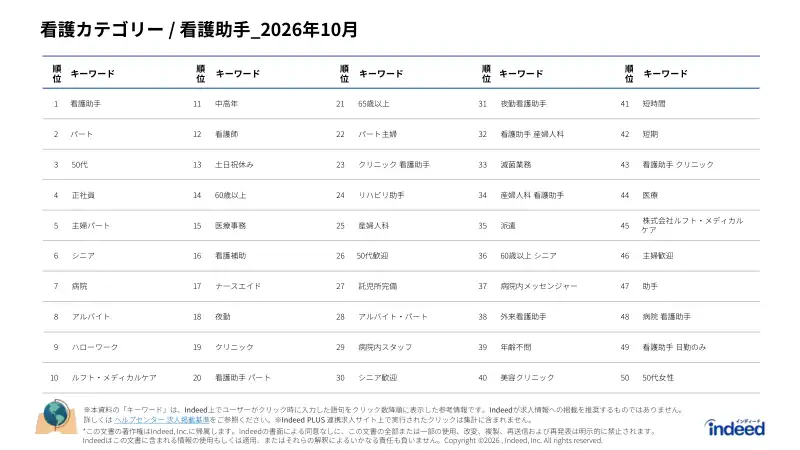 看護カテゴリー / 看護助手_2026年10月
順位 キーワード 順位 キーワード 順位 キーワード 順位 キーワード 順位 キーワード
1 看護助手 11 中高年 21 65歳以上 31 夜勤看護助手 41 短時間
2 パート 12 看護師 22 パート主婦 32 看護助手 産婦人科 42 短期
3 50代 13 土日祝休み 23 クリニック 看護助手 33 滅菌業務 43 看護助手 クリニック
4 正社員 14 60歳以上 24 リハビリ助手 34 産婦人科 看護助手 44 医療
5 主婦パート 15 医療事務 25 産婦人科 35 派遣 45 株式会社ルフト・メディカルケア
6 シニア 16 看護補助 26 50代歓迎 36 60歳以上 シニア 46 主婦歓迎
7 病院 17 ナースエイド 27 託児所完備 37 病院内メッセンジャー 47 助手
8 アルバイト 18 夜勤 28 アルバイト・パート 38 外来看護助手 48 病院 看護助手
9 ハローワーク 19 クリニック 29 病院内スタッフ 39 年齢不問 49 看護助手 日勤のみ
10 ルフト・メディカルケア 20 看護助手 パート 30 シニア歓迎 40 美容クリニック 50 50代女性
※本資料の「キーワード」は、Indeed上でユーザーがクリック時に入力した語句をクリック数降順に表示した参考情報です。Indeedが求人情報への掲載を推奨するものではありません。
詳しくは ヘルプセンター 求人掲載基準をご参照ください。※Indeed PLUS 連携求人サイト上で実行されたクリックは集計に含まれません。
*この文書の著作権はIndeed, Inc.に帰属します。Indeedの書面による同意なしに、この文書の全部または一部の使用、改変、複製、再送信および再発表は明示的に禁止されます。
Indeedはこの文書に含まれる情報の使用もしくは適用、またはそれらの解釈によるいかなる責任も負いません。Copyright ©2026 , Indeed, Inc. All rights reserved.
インディード
indeed